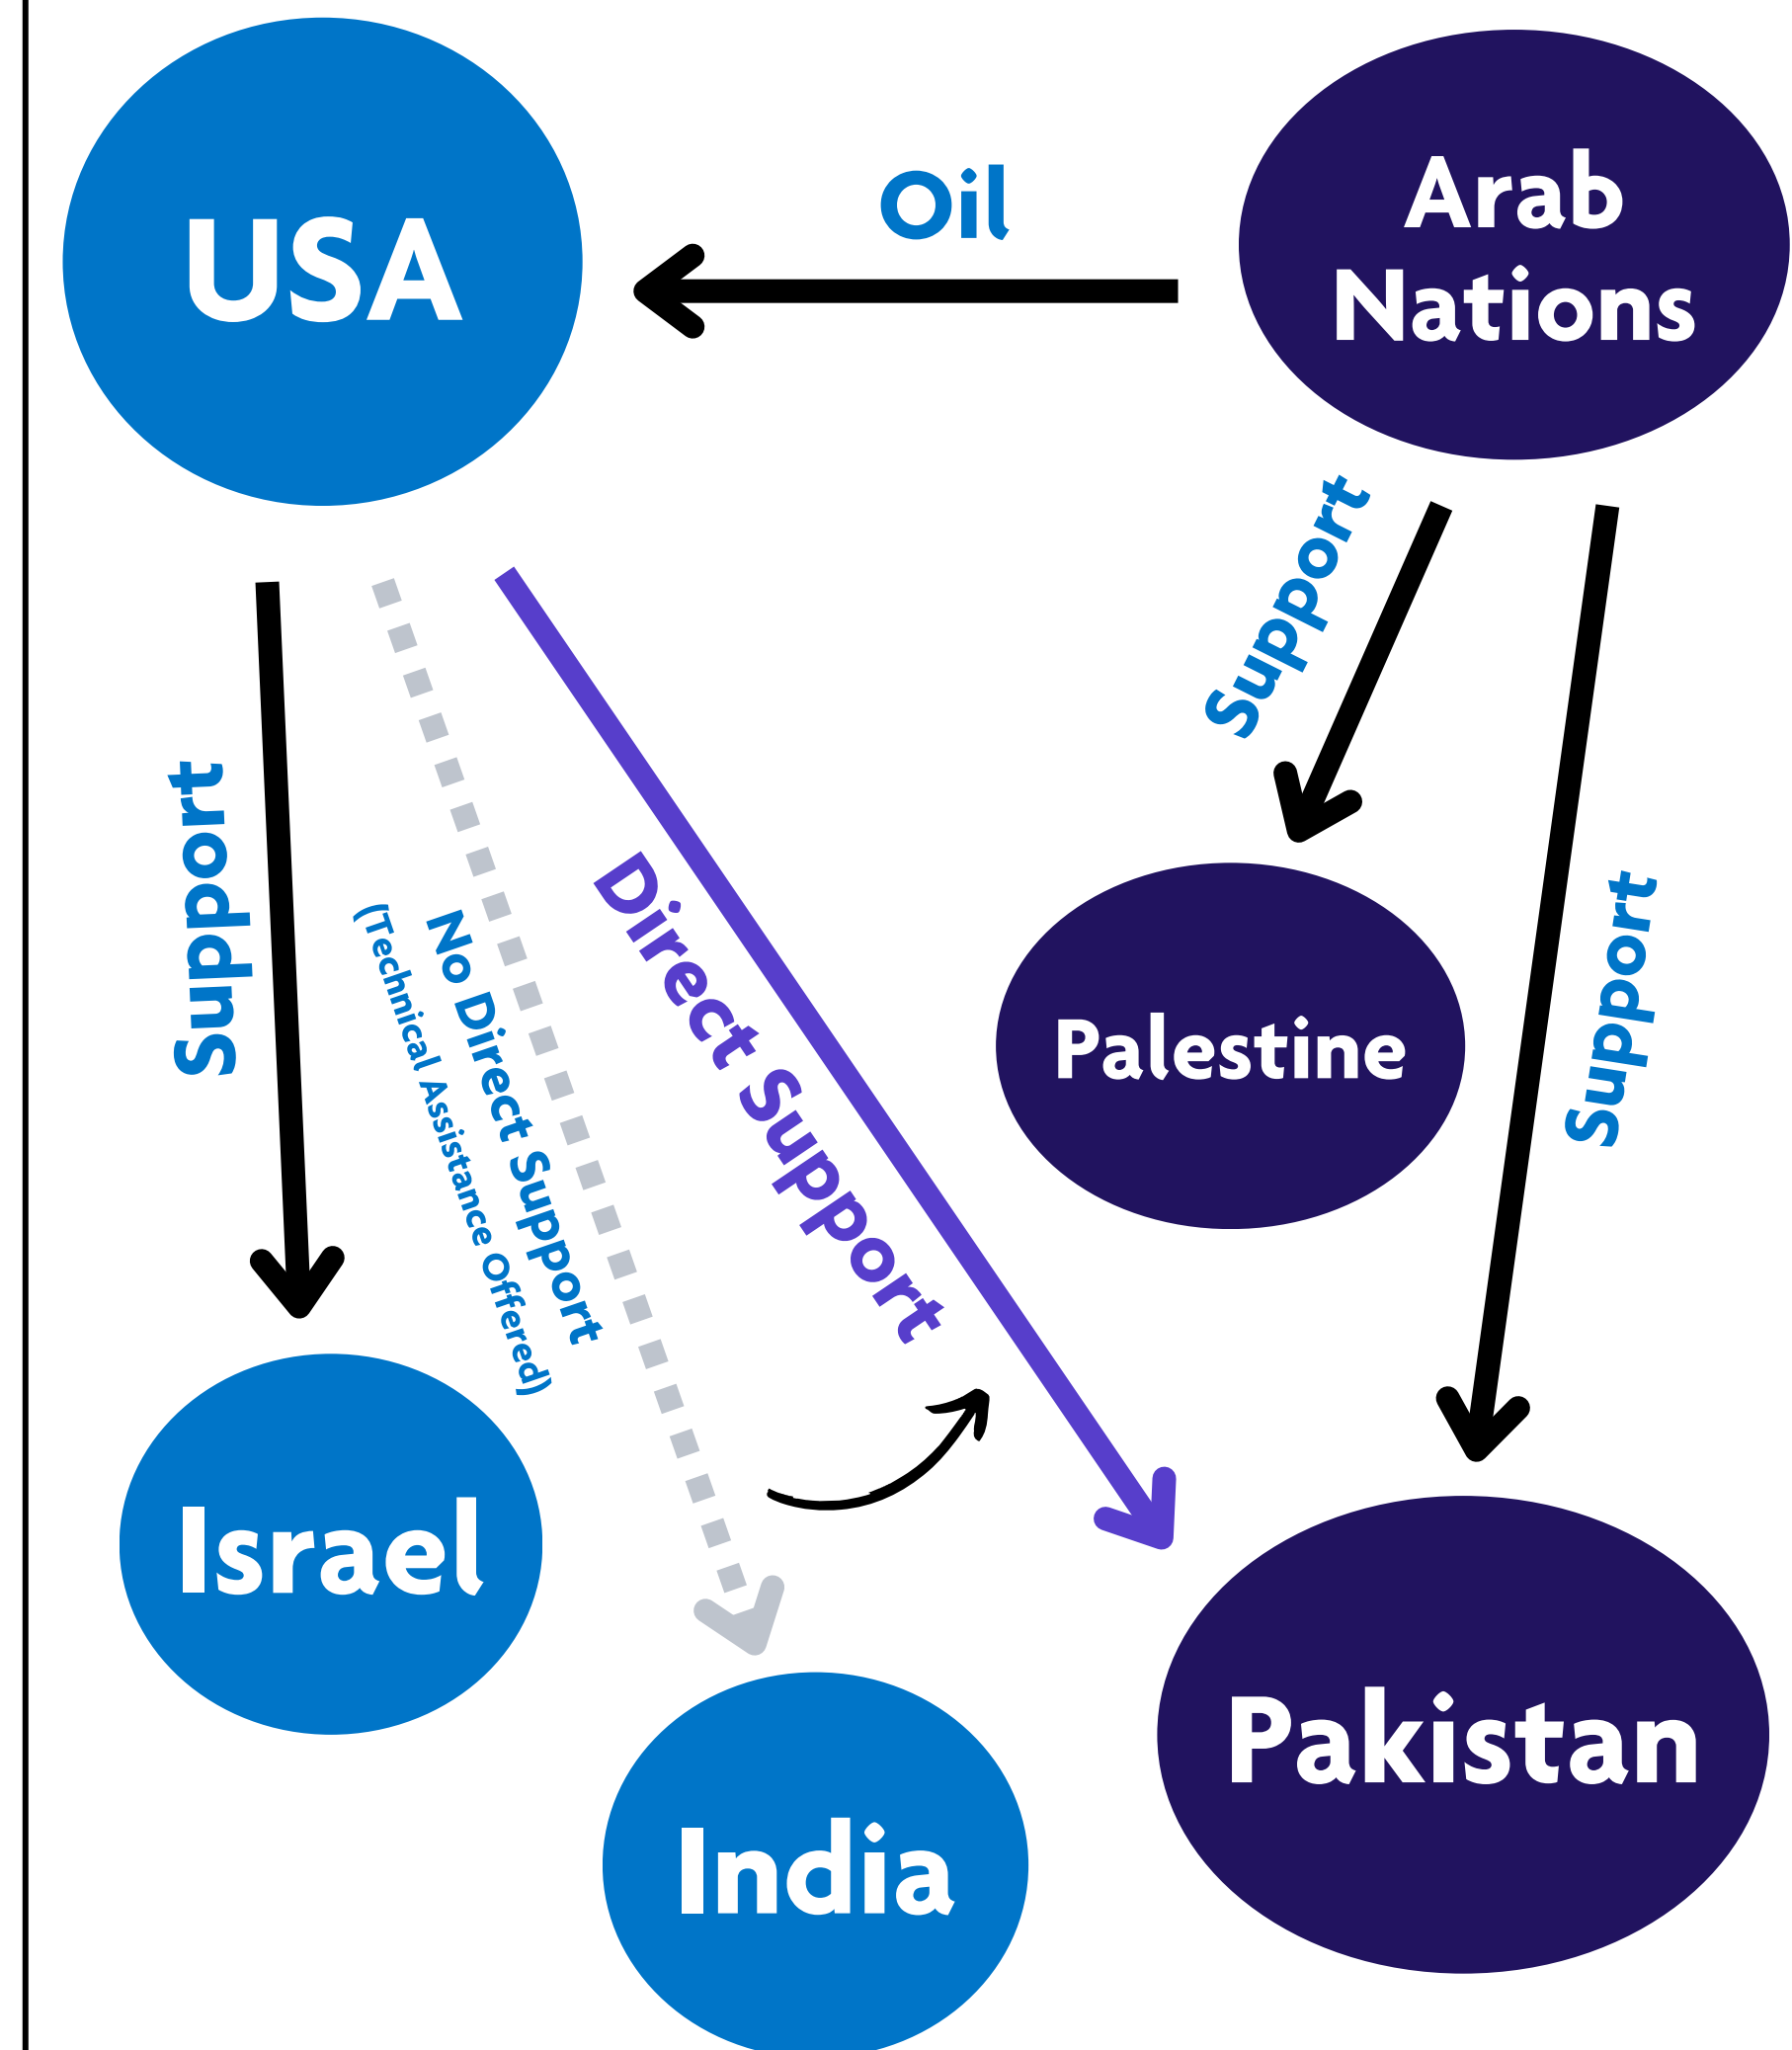 USA
Oil
Arab
Nations
Support
Support
Support
No Direct Support
(Technical Assistance Offered)
Direct Support
Support
Palestine
Israel
Pakistan
India